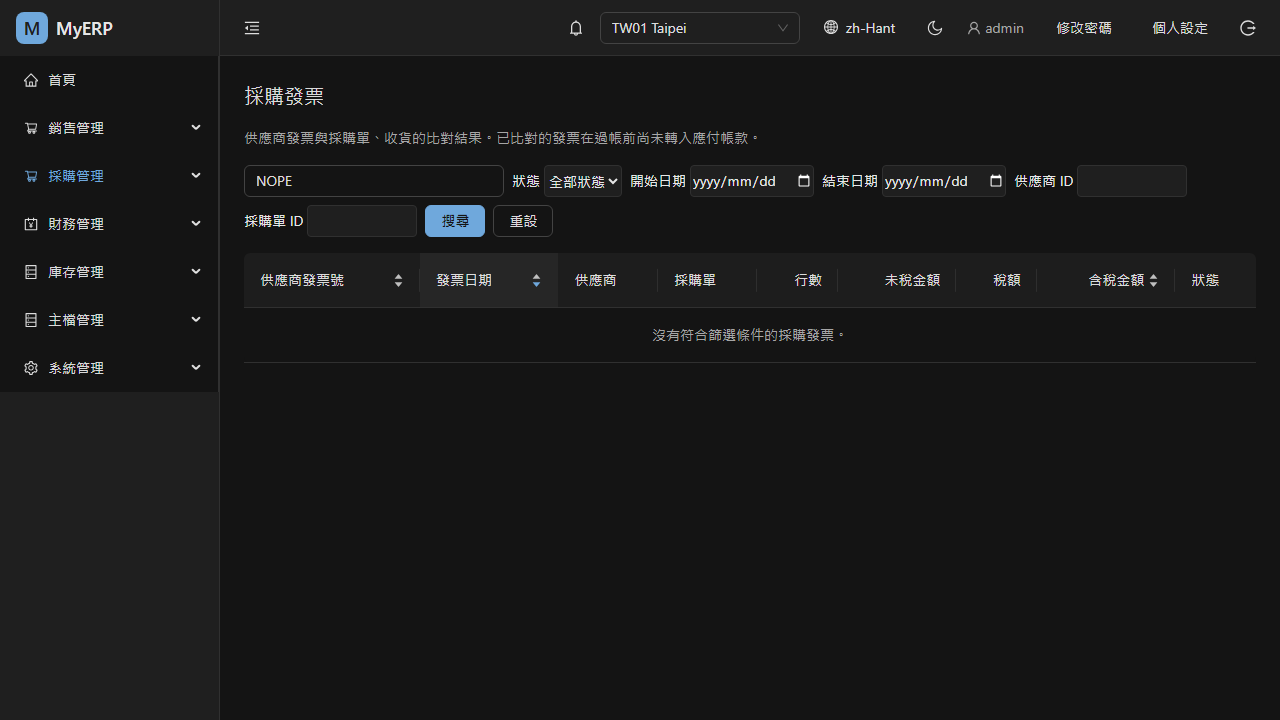 M MyERP
TW01 Taipei
zh-Hant
admin
修改密碼
個人設定
首頁
銷售管理
採購管理
財務管理
庫存管理
主檔管理
系統管理
採購發票
供應商發票與採購單、收貨的比對結果。已比對的發票在過帳前尚未轉入應付帳款。
NOPE 狀態 全部狀態 開始日期 yyyy/mm/dd 結束日期 yyyy/mm/dd 供應商 ID
採購單 ID 搜尋 重設
供應商發票號 發票日期 供應商 採購單 行數 未稅金額 稅額 含稅金額 狀態
沒有符合篩選條件的採購發票。